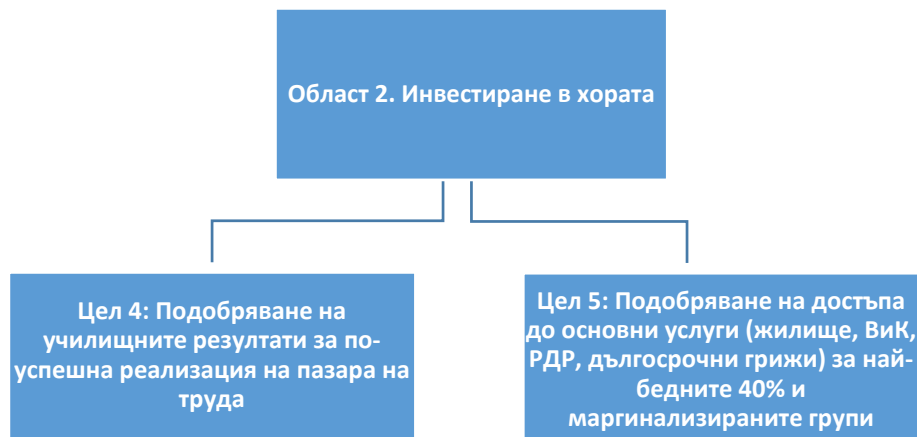 Област 2. Инвестиране в хората
Цел 4: Подобряване на
училищните резултати за по-
успешна реализация на пазара на
труда
Цел 5: Подобряване на достъпа
до основни услуги (жилище, ВиК,
РДР, дългосрочни грижи) за най-
бедните 40% и
маргинализираните групи